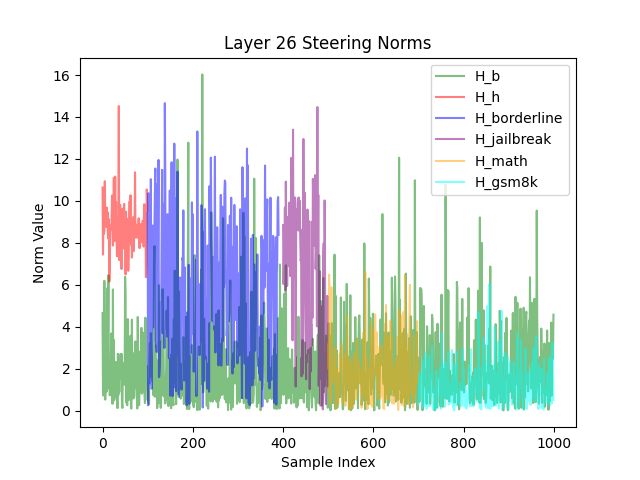 Layer 26 Steering Norms
H_b
H_h
H_borderline
H_jailbreak
H_math
H_gsm8k
Norm Value
16
14
12
10
8
6
4
2
0
0 200 400 600 800 1000
Sample Index